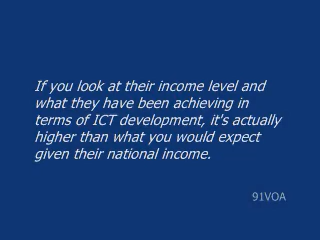 If you look at their income level and
what they have been achieving in
terms of ICT development, it's actually
higher than what you would expect
given their national income.
91VOA